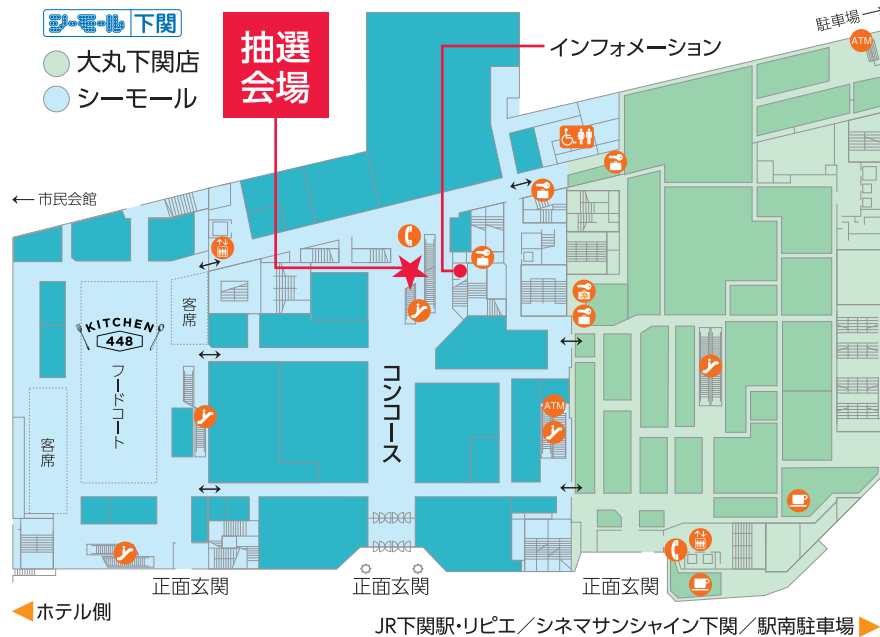 シーモール下関
大丸下関店
シーモール
抽選
会場
インフォメーション
駐車場→
ATM
←市民会館
客席
KITCHEN
448
フードコート
客席
コンコース
ATM
正面玄関
正面玄関
正面玄関
ホテル側
JR下関駅・リピエ／シネマサンシャイン下関／駅南駐車場
冷